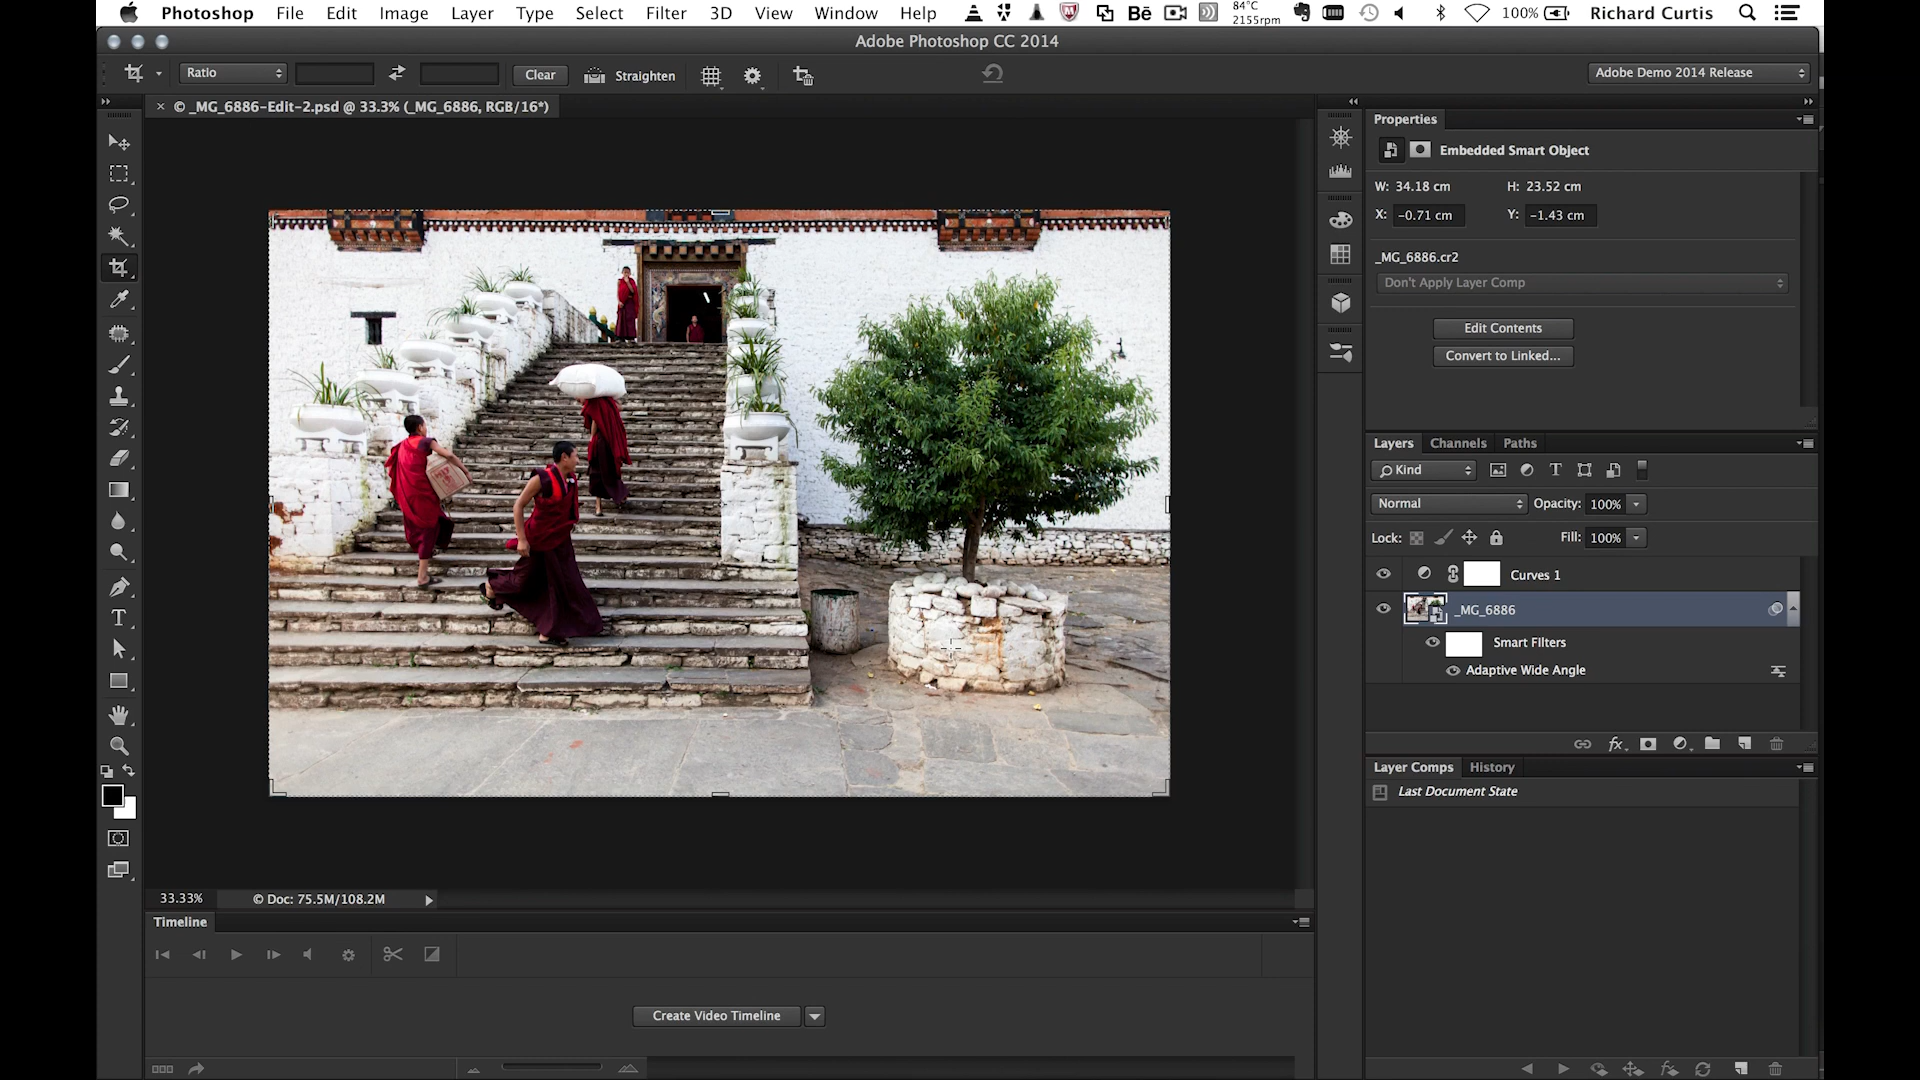 Photoshop File Edit Image Layer Type Select Filter 3D View Window Help Bē 84°C 2155rpm 100% Richard Curtis
Adobe Photoshop CC 2014
Ratio Clear Straighten Adobe Demo 2014 Release
× © _MG_6886-Edit-2.psd @ 33.3% (_MG_6886, RGB/16*)
Properties
Embedded Smart Object
W: 34.18 cm H: 23.52 cm
X: -0.71 cm Y: -1.43 cm
_MG_6886.cr2
Don't Apply Layer Comp
Edit Contents
Convert to Linked...
Layers Channels Paths
Kind
Normal Opacity: 100%
Lock: Fill: 100%
Curves 1
_MG_6886
Smart Filters
Adaptive Wide Angle
fx
Layer Comps History
Last Document State
33.33% © Doc: 75.5M/108.2M
Timeline
Create Video Timeline